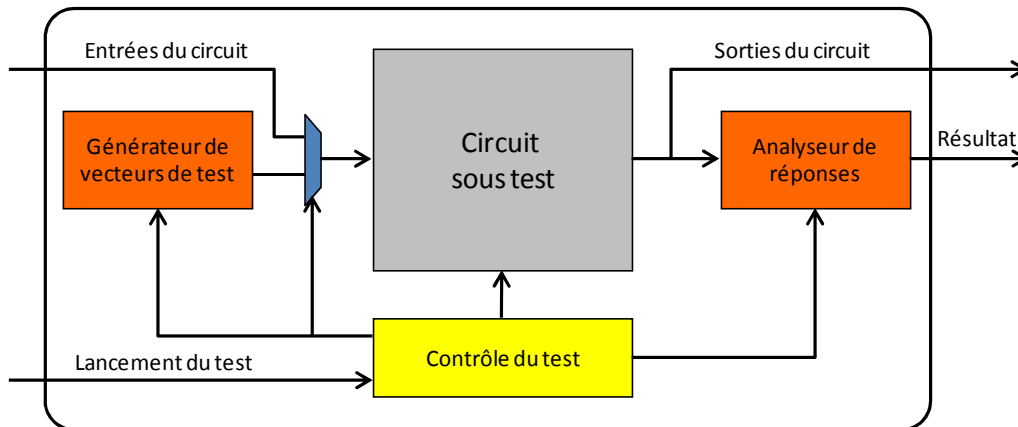 Entrées du circuit
Sorties du circuit
Générateur de
vecteurs de test
Circuit
sous test
Analyseur de
réponses
Résultat
Lancement du test
Contrôle du test